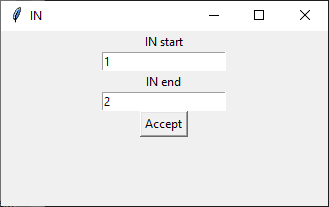 IN
IN start
1
IN end
2
Accept